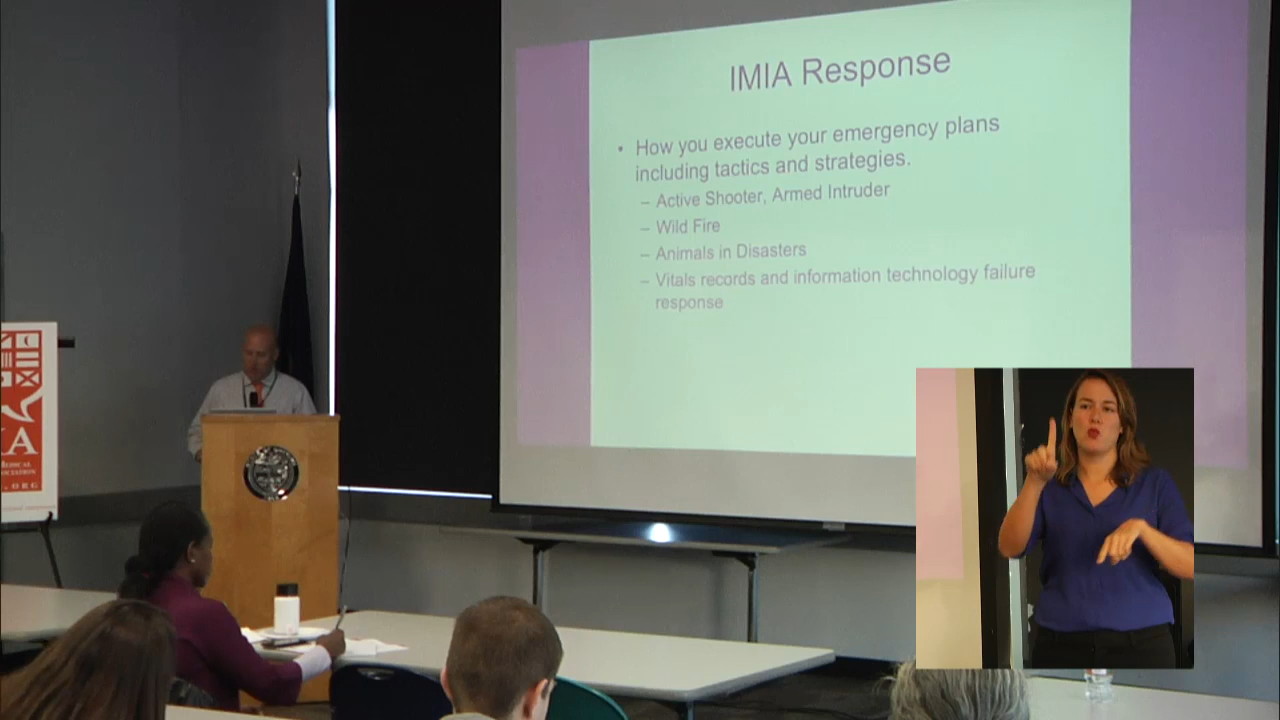 IMIA Response
• How you execute your emergency plans
including tactics and strategies.
– Active Shooter, Armed Intruder
– Wild Fire
– Animals in Disasters
– Vitals records and information technology failure
response